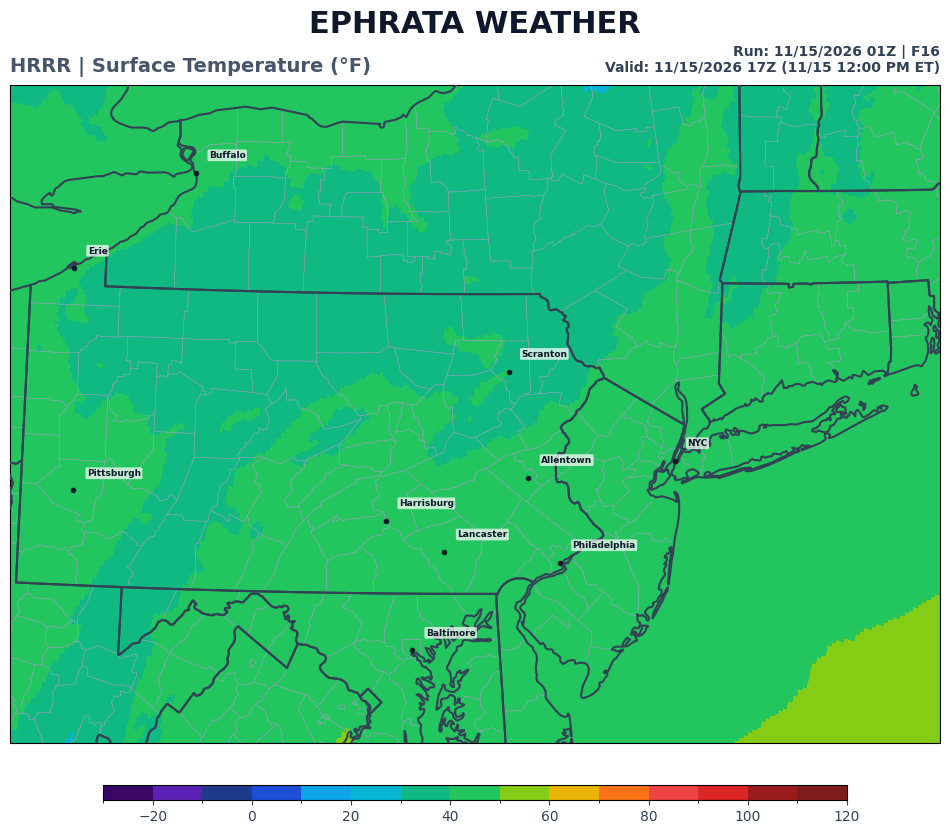 EPHRATA WEATHER
HRRR | Surface Temperature (°F)
Run: 11/15/2026 01Z | F16
Valid: 11/15/2026 17Z (11/15 12:00 PM ET)
Buffalo
Erie
Scranton
NYC
Allentown
Pittsburgh
Harrisburg
Lancaster
Philadelphia
Baltimore
−20 0 20 40 60 80 100 120